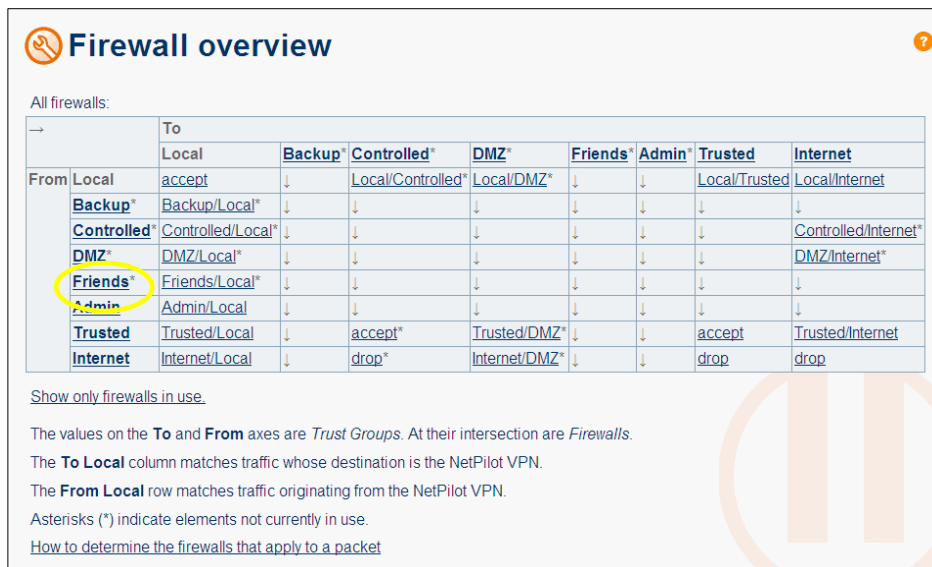 Firewall overview
?
All firewalls:
→ To
Local Backup* Controlled* DMZ* Friends* Admin* Trusted Internet
From Local accept ↓ Local/Controlled* Local/DMZ* ↓ ↓ Local/Trusted Local/Internet
Backup* Backup/Local* ↓ ↓ ↓ ↓ ↓ ↓ ↓
Controlled* Controlled/Local* ↓ ↓ ↓ ↓ ↓ ↓ Controlled/Internet*
DMZ* DMZ/Local* ↓ ↓ ↓ ↓ ↓ ↓ DMZ/Internet*
Friends* Friends/Local* ↓ ↓ ↓ ↓ ↓ ↓ ↓
Admin Admin/Local ↓ ↓ ↓ ↓ ↓ ↓ ↓
Trusted Trusted/Local ↓ accept* Trusted/DMZ* ↓ ↓ accept Trusted/Internet
Internet Internet/Local ↓ drop* Internet/DMZ* ↓ ↓ drop drop
Show only firewalls in use.
The values on the To and From axes are Trust Groups. At their intersection are Firewalls.
The To Local column matches traffic whose destination is the NetPilot VPN.
The From Local row matches traffic originating from the NetPilot VPN.
Asterisks (*) indicate elements not currently in use.
How to determine the firewalls that apply to a packet